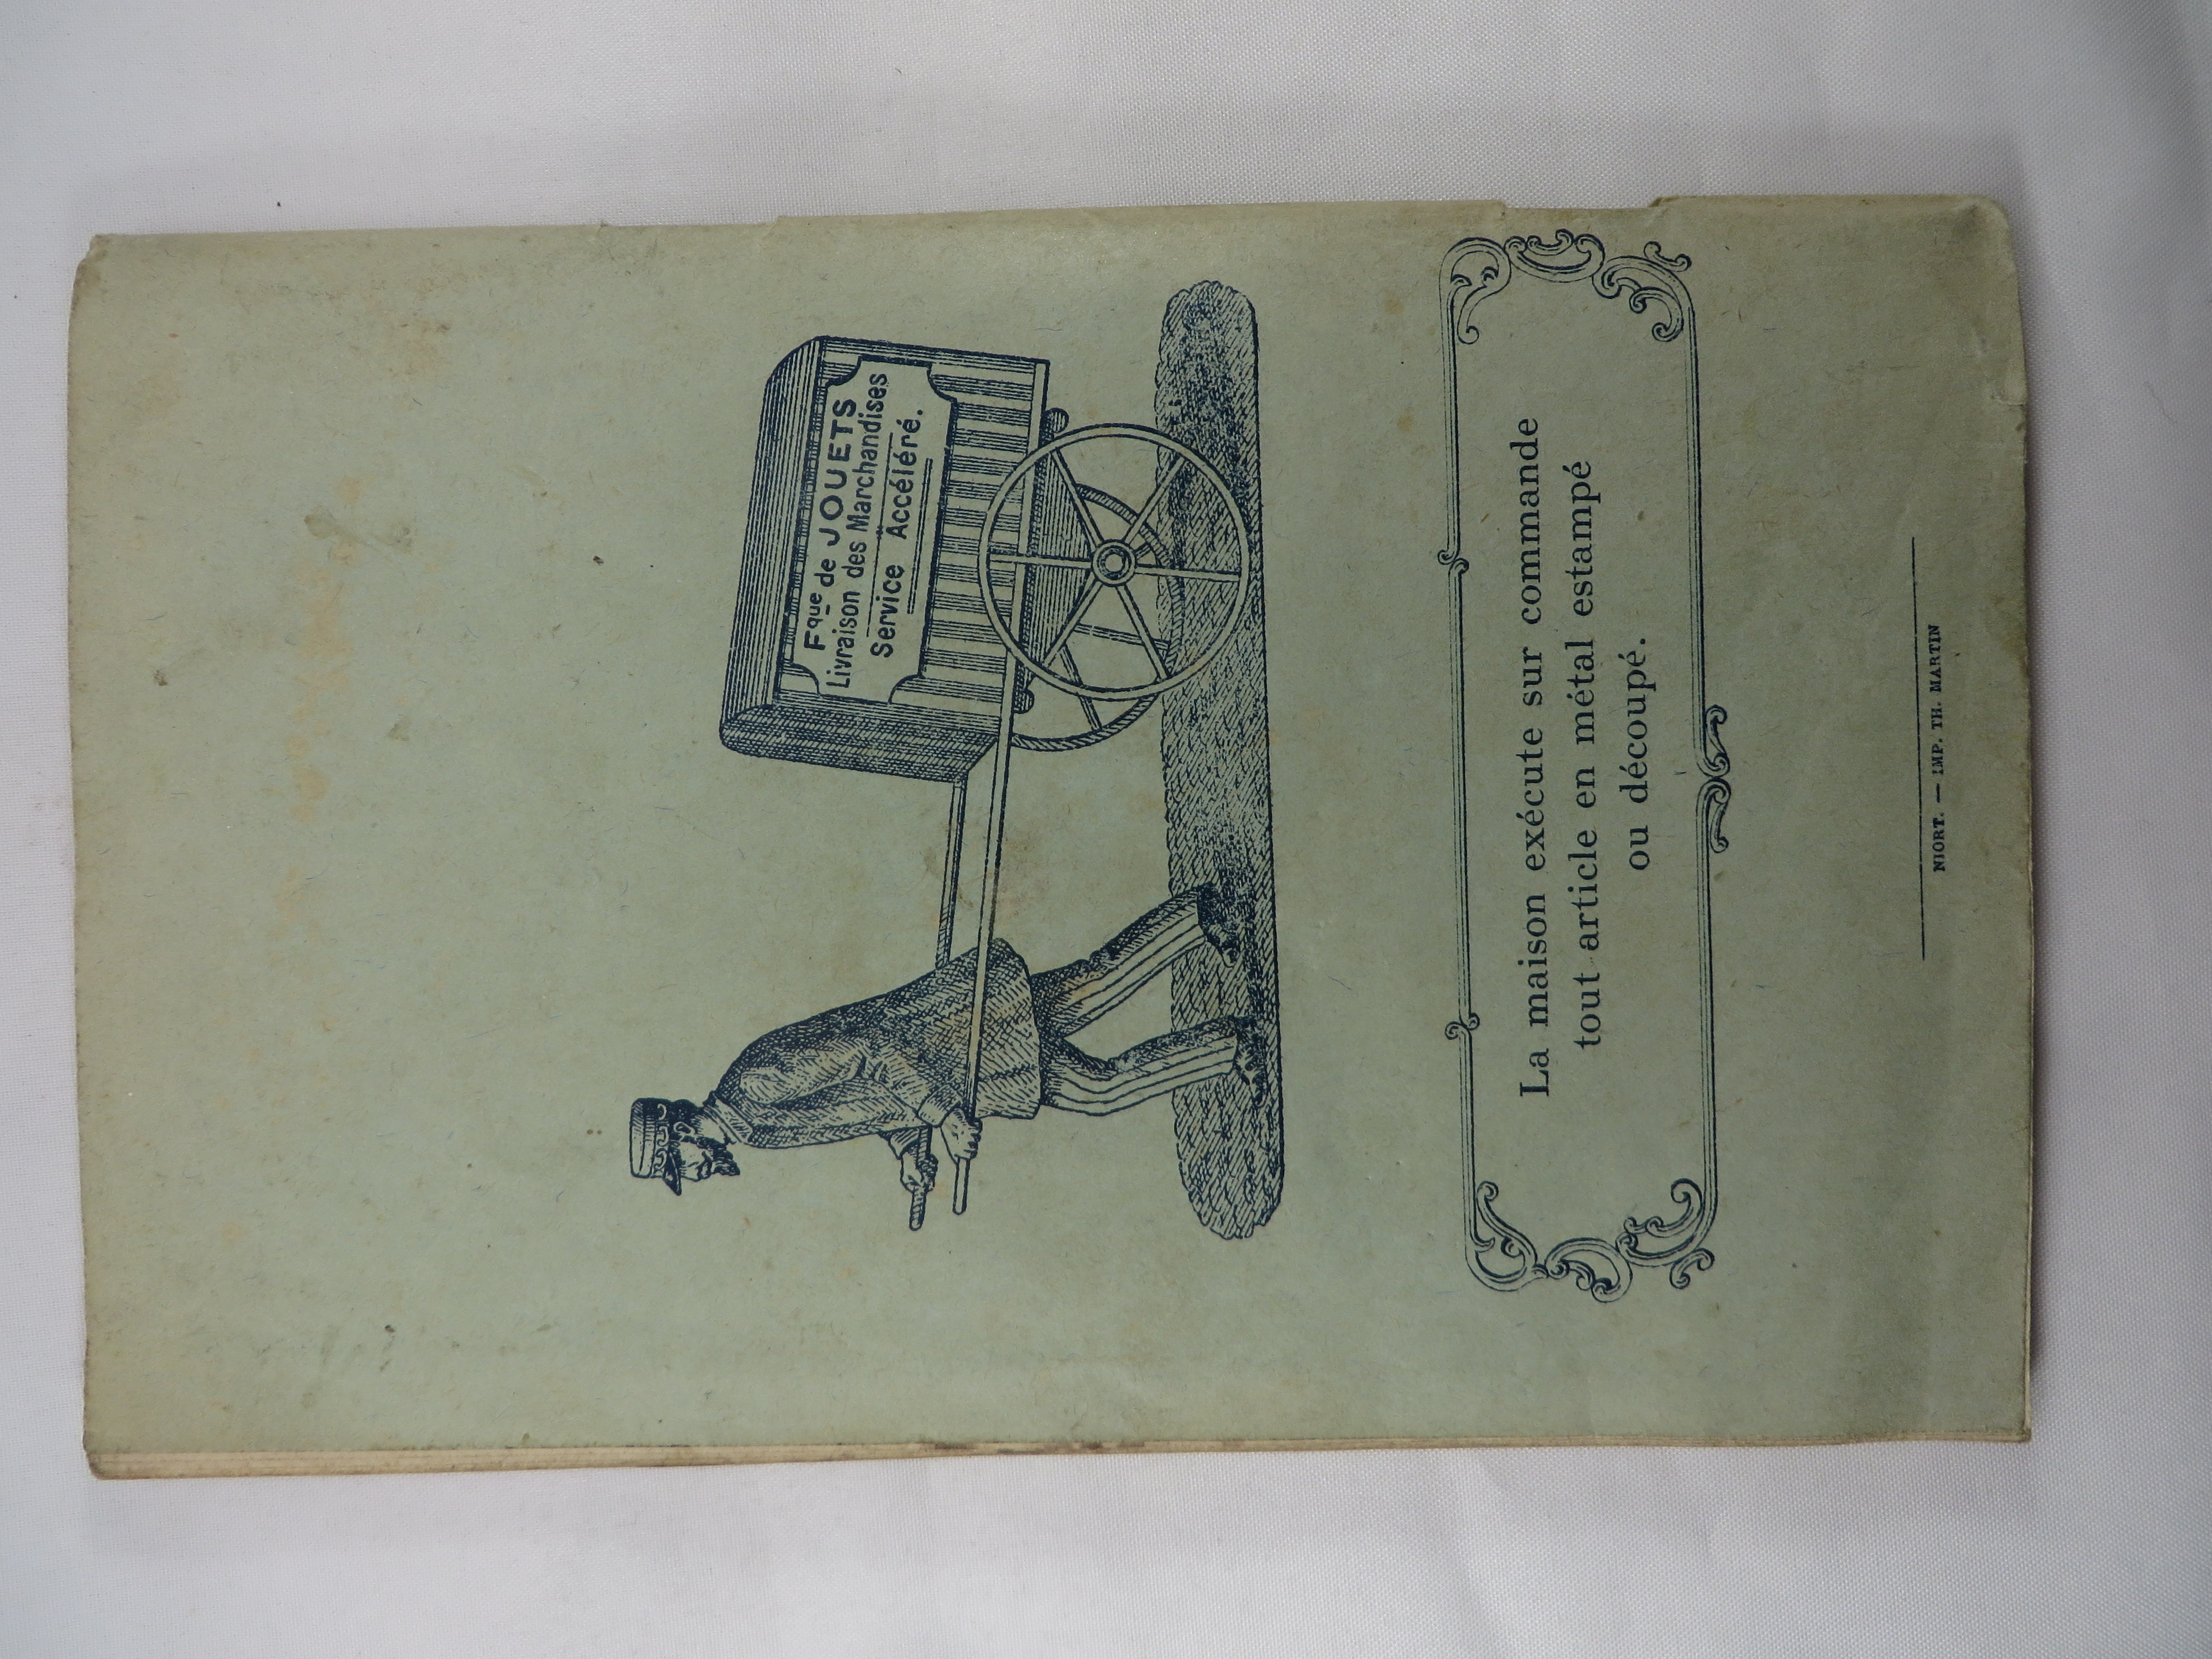 Fque de JOUETS
Livraison des Marchandises
Service Accéléré.
La maison exécute sur commande
tout article en métal estampé
ou découpé.
NIORT. — IMP. TH. MARTIN